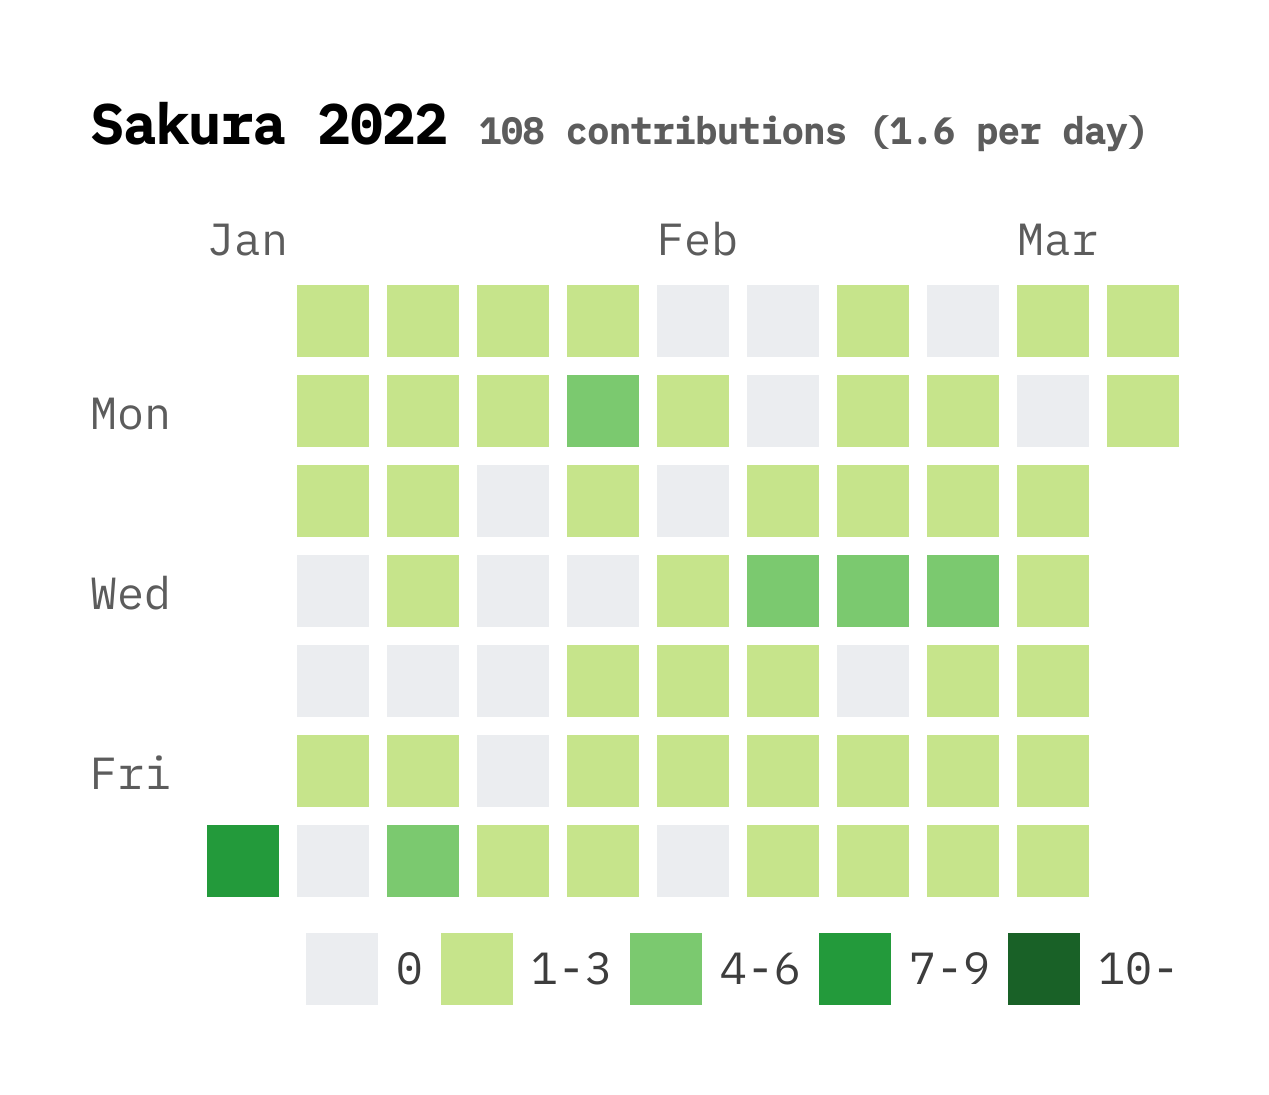 Sakura 2022 108 contributions (1.6 per day)
Jan Feb Mar
Mon
Wed
Fri
0 1-3 4-6 7-9 10-